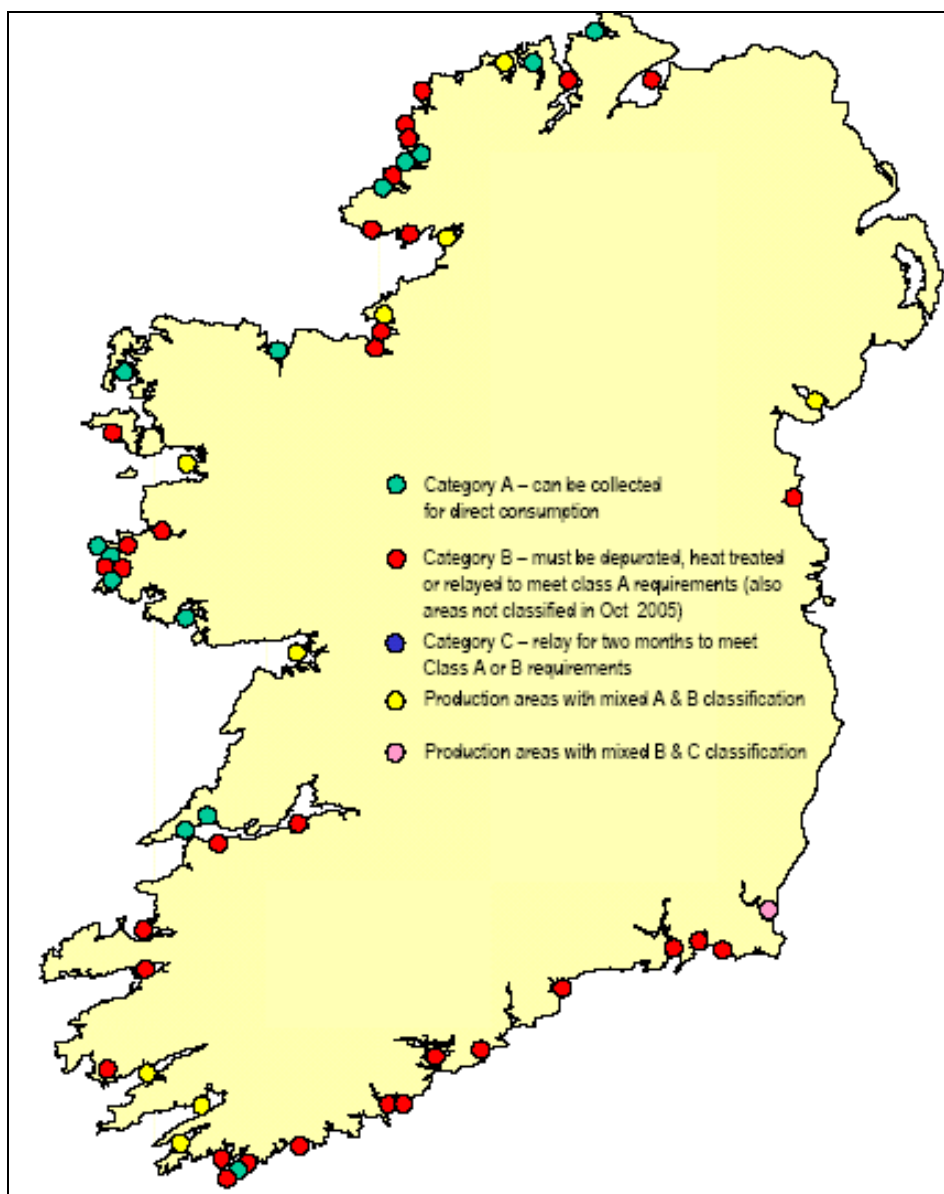 Category A – can be collected
for direct consumption
Category B – must be depurated, heat treated
or relayed to meet class A requirements (also
areas not classified in Oct 2005)
Category C – relay for two months to meet
Class A or B requirements
Production areas with mixed A & B classification
Production areas with mixed B & C classification